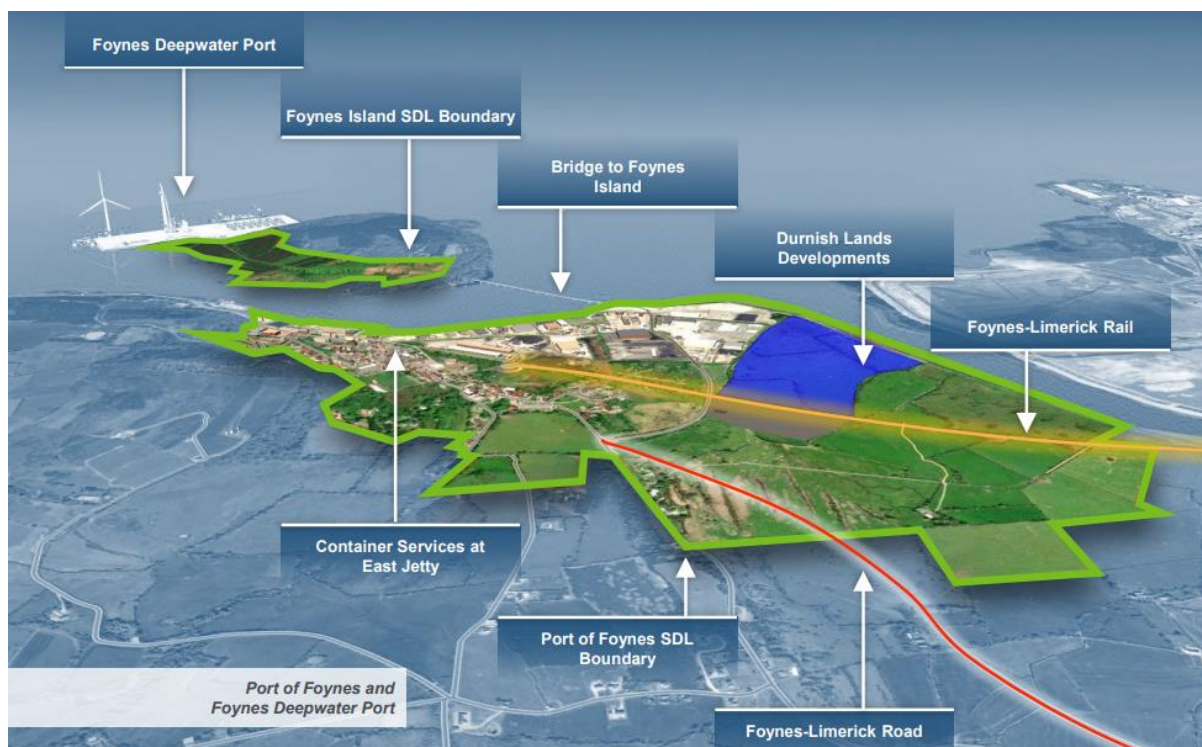 Foynes Deepwater Port
Foynes Island SDL Boundary
Bridge to Foynes
Island
Durnish Lands
Developments
Foynes-Limerick Rail
Container Services at
East Jetty
Port of Foynes SDL
Boundary
Foynes-Limerick Road
Port of Foynes and
Foynes Deepwater Port